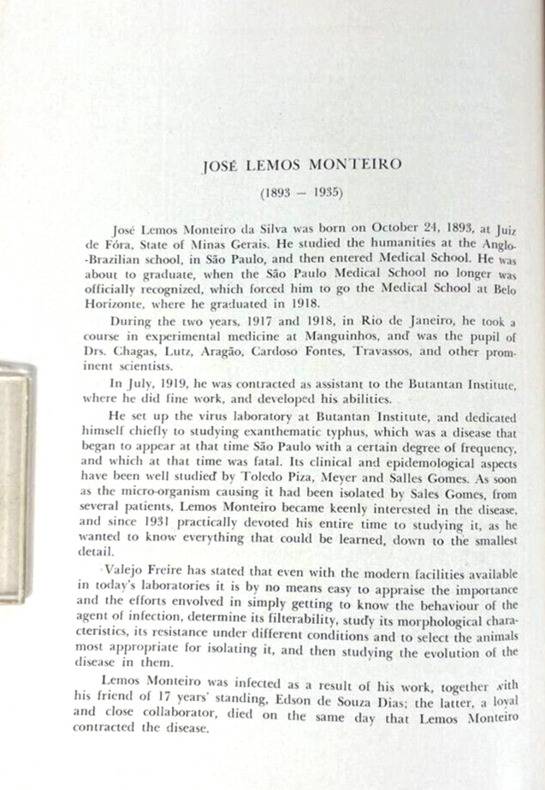 JOSÉ LEMOS MONTEIRO
(1893 — 1935)
José Lemos Monteiro da Silva was born on October 24, 1893, at Juiz
de Fóra, State of Minas Gerais. He studied the humanities at the Anglo-
-Brazilian school, in São Paulo, and then entered Medical School. He was
about to graduate, when the São Paulo Medical School no longer was
officially recognized, which forced him to go the Medical School at Belo
Horizonte, where he graduated in 1918.
During the two years, 1917 and 1918, in Rio de Janeiro, he took a
course in experimental medicine at Manguinhos, and was the pupil of
Drs. Chagas, Lutz, Aragão, Cardoso Fontes, Travassos, and other prom-
inent scientists.
In July, 1919, he was contracted as assistant to the Butantan Institute,
where he did fine work, and developed his abilities.
He set up the virus laboratory at Butantan Institute, and dedicated
himself chiefly to studying exanthematic typhus, which was a disease that
began to appear at that time São Paulo with a certain degree of frequency,
and which at that time was fatal. Its clinical and epidemological aspects
have been well studied by Toledo Piza, Meyer and Salles Gomes. As soon
as the micro-organism causing it had been isolated by Sales Gomes, from
several patients, Lemos Monteiro became keenly interested in the disease,
and since 1931 practically devoted his entire time to studying it, as he
wanted to know everything that could be learned, down to the smallest
detail.
Valejo Freire has stated that even with the modern facilities available
in today's laboratories it is by no means easy to appraise the importance
and the efforts envolved in simply getting to know the behaviour of the
agent of infection, determine its filterability, study its morphological chara-
cteristics, its resistance under different conditions and to select the animals
most appropriate for isolating it, and then studying the evolution of the
disease in them.
Lemos Monteiro was infected as a result of his work, together with
his friend of 17 years' standing, Edson de Souza Dias; the latter, a loyal
and close collaborator, died on the same day that Lemos Monteiro
contracted the disease.